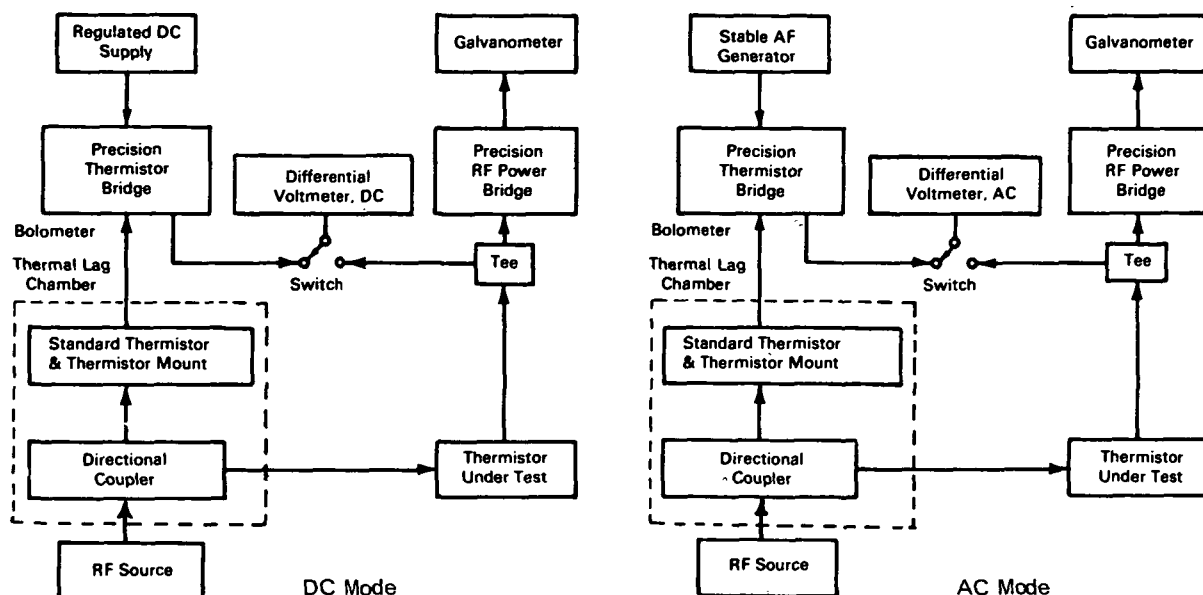 Regulated DC
Supply
Galvanometer
Precision
Thermistor
Bridge
Differential
Voltmeter, DC
Precision
RF Power
Bridge
Bolometer
Thermal Lag
Chamber
Switch
Tee
Standard Thermistor
& Thermistor Mount
Directional
Coupler
Thermistor
Under Test
RF Source
DC Mode
Stable AF
Generator
Galvanometer
Precision
Thermistor
Bridge
Differential
Voltmeter, AC
Precision
RF Power
Bridge
Bolometer
Thermal Lag
Chamber
Switch
Tee
Standard Thermistor
& Thermistor Mount
Directional
Coupler
Thermistor
Under Test
RF Source
AC Mode